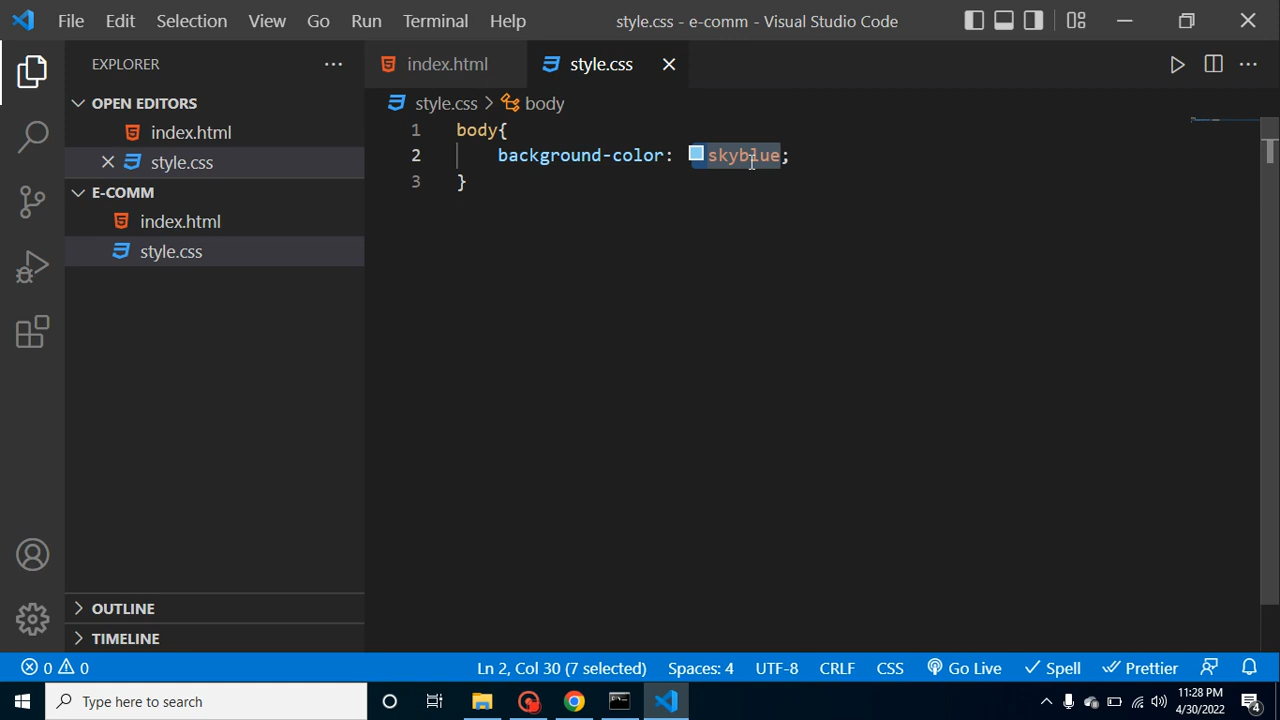 File Edit Selection View Go Run Terminal Help style.css - e-comm - Visual Studio Code
EXPLORER
OPEN EDITORS
index.html
style.css
E-COMM
index.html
style.css
OUTLINE
TIMELINE
index.html style.css
style.css > body
1 body{
2 background-color: skyblue;
3 }
0 0 Ln 2, Col 30 (7 selected) Spaces: 4 UTF-8 CRLF CSS Go Live Spell Prettier
Type here to search
11:28 PM
4/30/2022
4